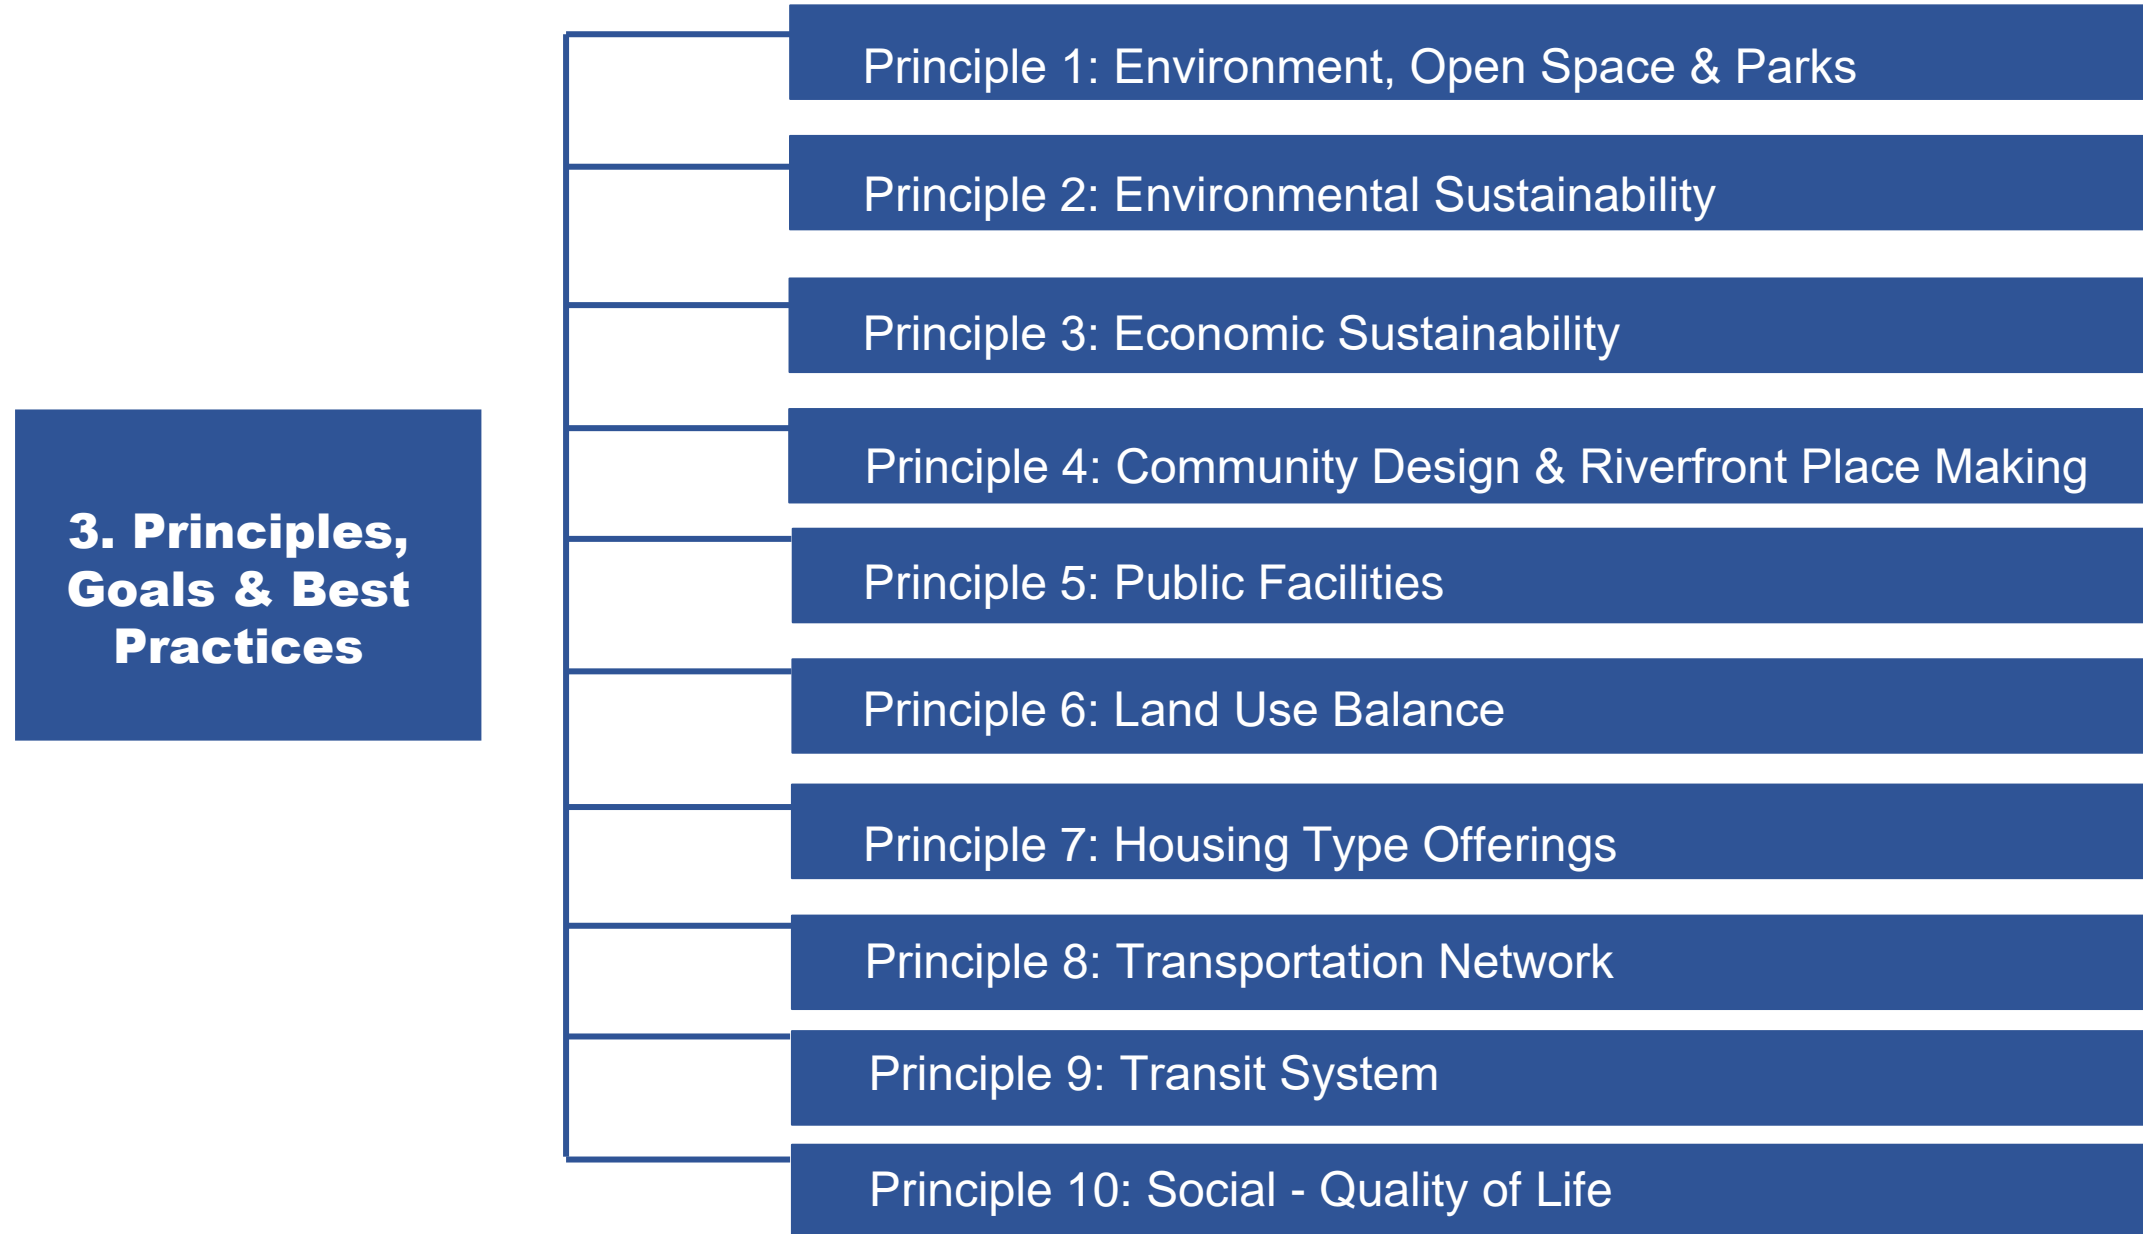 3. Principles,
Goals & Best
Practices
Principle 1: Environment, Open Space & Parks
Principle 2: Environmental Sustainability
Principle 3: Economic Sustainability
Principle 4: Community Design & Riverfront Place Making
Principle 5: Public Facilities
Principle 6: Land Use Balance
Principle 7: Housing Type Offerings
Principle 8: Transportation Network
Principle 9: Transit System
Principle 10: Social - Quality of Life